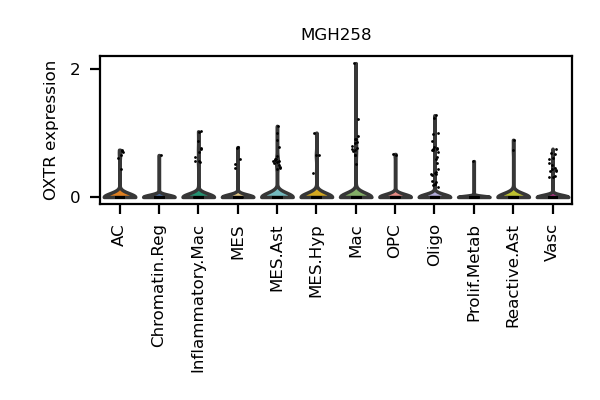 MGH258
OXTR expression
2
0
AC
Chromatin.Reg
Inflammatory.Mac
MES
MES.Ast
MES.Hyp
Mac
OPC
Oligo
Prolif.Metab
Reactive.Ast
Vasc